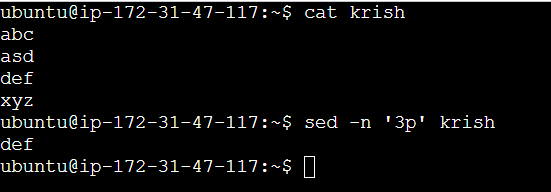 ubuntu@ip-172-31-47-117:~$ cat krish
abc
asd
def
xyz
ubuntu@ip-172-31-47-117:~$ sed -n '3p' krish
def
ubuntu@ip-172-31-47-117:~$